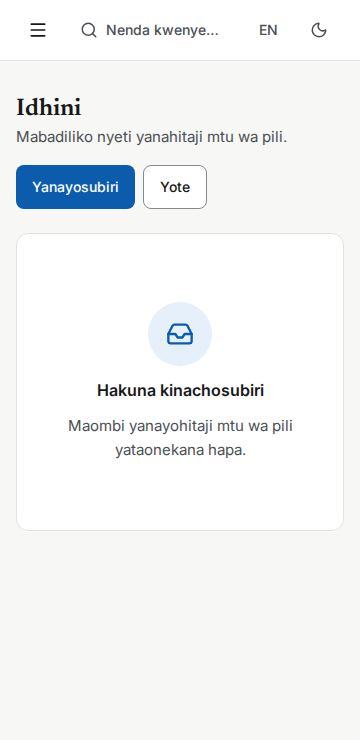 Nenda kwenye...
EN
Idhini
Mabadiliko nyeti yanahitaji mtu wa pili.
Yanayosubiri
Yote
Hakuna kinachosubiri
Maombi yanayohitaji mtu wa pili
yataonekana hapa.